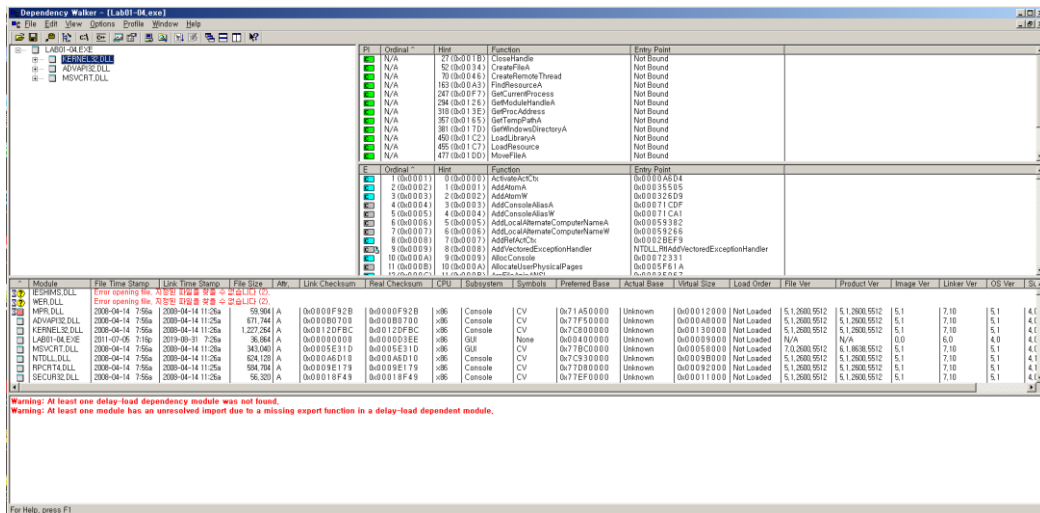 Dependency Walker - [Lab01-04.exe]
File Edit View Options Profile Window Help
LAB01-04.EXE
KERNEL32.DLL
ADVAPI32.DLL
MSVCRT.DLL
PI Ordinal ^ Hint Function Entry Point
N/A 27 (0x001B) CloseHandle Not Bound
N/A 52 (0x0034) CreateFileA Not Bound
N/A 70 (0x0046) CreateRemoteThread Not Bound
N/A 163 (0x00A3) FindResourceA Not Bound
N/A 247 (0x00F7) GetCurrentProcess Not Bound
N/A 294 (0x0126) GetModuleHandleA Not Bound
N/A 318 (0x013E) GetProcAddress Not Bound
N/A 357 (0x0165) GetTempPathA Not Bound
N/A 381 (0x017D) GetWindowsDirectoryA Not Bound
N/A 450 (0x01C2) LoadLibraryA Not Bound
N/A 455 (0x01C7) LoadResource Not Bound
N/A 477 (0x01DD) MoveFileA Not Bound
E Ordinal ^ Hint Function Entry Point
1 (0x0001) 0 (0x0000) ActivateActCtx 0x0000A6D4
2 (0x0002) 1 (0x0001) AddAtomA 0x00035505
3 (0x0003) 2 (0x0002) AddAtomW 0x000326D9
4 (0x0004) 3 (0x0003) AddConsoleAliasA 0x00071CDF
5 (0x0005) 4 (0x0004) AddConsoleAliasW 0x00071CA1
6 (0x0006) 5 (0x0005) AddLocalAlternateComputerNameA 0x00059382
7 (0x0007) 6 (0x0006) AddLocalAlternateComputerNameW 0x00059266
8 (0x0008) 7 (0x0007) AddRefActCtx 0x0002BEF9
9 (0x0009) 8 (0x0008) AddVectoredExceptionHandler NTDLL.RtlAddVectoredExceptionHandler
10 (0x000A) 9 (0x0009) AllocConsole 0x00072331
11 (0x000B) 10 (0x000A) AllocateUserPhysicalPages 0x0005F61A
^ Module File Time Stamp Link Time Stamp File Size Attr. Link Checksum Real Checksum CPU Subsystem Symbols Preferred Base Actual Base Virtual Size Load Order File Ver Product Ver Image Ver Linker Ver OS Ver
IESHIMS.DLL Error opening file. 지정된 파일을 찾을 수 없습니다 (2).
WER.DLL Error opening file. 지정된 파일을 찾을 수 없습니다 (2).
MPR.DLL 2008-04-14 7:56a 2008-04-14 11:26a 59,904 A 0x0000F92B 0x0000F92B x86 Console CV 0x71A50000 Unknown 0x00012000 Not Loaded 5.1.2600.5512 5.1.2600.5512 5.1 7.10 5.1
ADVAPI32.DLL 2008-04-14 7:56a 2008-04-14 11:25a 671,744 A 0x000B0700 0x000B0700 x86 Console CV 0x77F50000 Unknown 0x000A8000 Not Loaded 5.1.2600.5512 5.1.2600.5512 5.1 7.10 5.1
KERNEL32.DLL 2008-04-14 7:56a 2008-04-14 11:26a 1,227,264 A 0x0012DFBC 0x0012DFBC x86 Console CV 0x7C800000 Unknown 0x00130000 Not Loaded 5.1.2600.5512 5.1.2600.5512 5.1 7.10 5.1
LAB01-04.EXE 2011-07-05 7:16p 2019-08-31 7:26a 36,864 A 0x00000000 0x0000D3EE x86 GUI None 0x00400000 Unknown 0x00009000 Not Loaded N/A N/A 0.0 6.0 4.0
MSVCRT.DLL 2008-04-14 7:56a 2008-04-14 11:28a 343,040 A 0x0005E31D 0x0005E31D x86 GUI CV 0x77BC0000 Unknown 0x00058000 Not Loaded 7.0.2600.5512 6.1.8638.5512 5.1 7.10 5.1
NTDLL.DLL 2008-04-14 7:56a 2008-04-14 11:26a 624,128 A 0x000A6D10 0x000A6D10 x86 Console CV 0x7C930000 Unknown 0x0009B000 Not Loaded 5.1.2600.5512 5.1.2600.5512 5.1 7.10 5.1
RPCRT4.DLL 2008-04-14 7:56a 2008-04-14 11:25a 584,704 A 0x0009E179 0x0009E179 x86 Console CV 0x77D80000 Unknown 0x00092000 Not Loaded 5.1.2600.5512 5.1.2600.5512 5.1 7.10 5.1
SECUR32.DLL 2008-04-14 7:56a 2008-04-14 11:25a 56,320 A 0x00018F49 0x00018F49 x86 Console CV 0x77EF0000 Unknown 0x00011000 Not Loaded 5.1.2600.5512 5.1.2600.5512 5.1 7.10 5.1
Warning: At least one delay-load dependency module was not found.
Warning: At least one module has an unresolved import due to a missing export function in a delay-load dependent module.
For Help, press F1